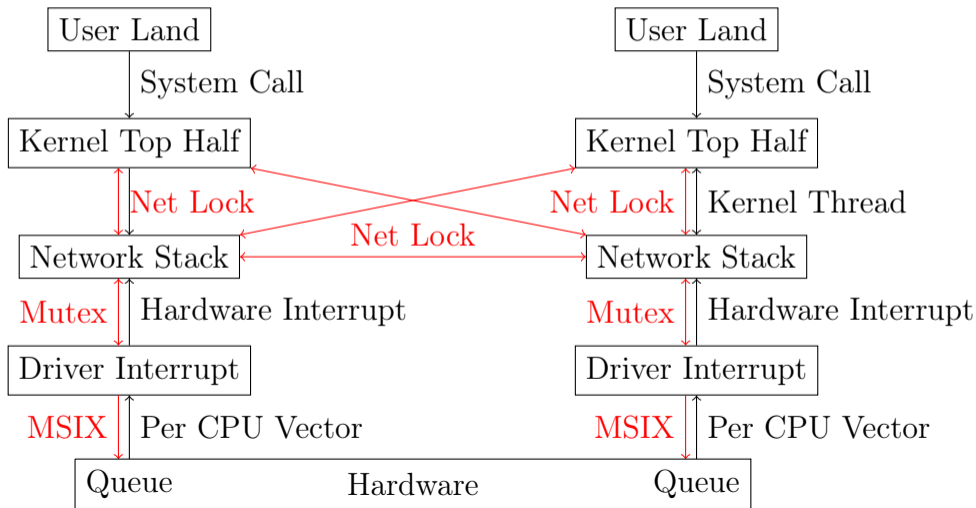 User Land User Land
System Call System Call
Kernel Top Half Kernel Top Half
Net Lock Net Lock Kernel Thread
Net Lock
Network Stack Network Stack
Mutex Hardware Interrupt Mutex Hardware Interrupt
Driver Interrupt Driver Interrupt
MSIX Per CPU Vector MSIX Per CPU Vector
Queue Hardware Queue